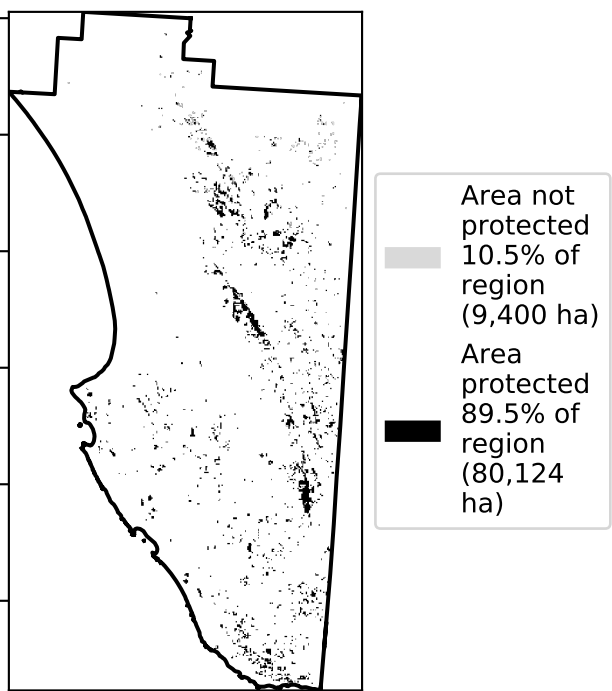 Area not
protected
10.5% of
region
(9,400 ha)
Area
protected
89.5% of
region
(80,124
ha)